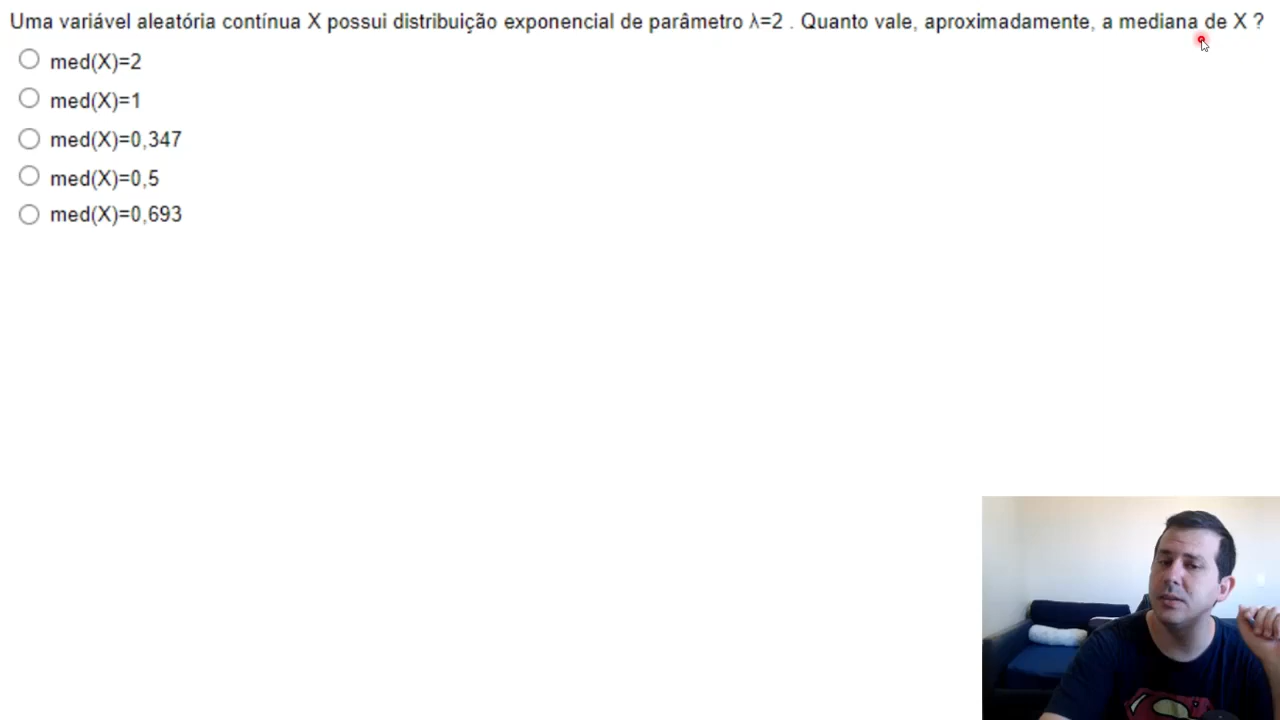 Uma variável aleatória contínua X possui distribuição exponencial de parâmetro λ=2 . Quanto vale, aproximadamente, a mediana de X ?
med(X)=2
med(X)=1
med(X)=0,347
med(X)=0,5
med(X)=0,693